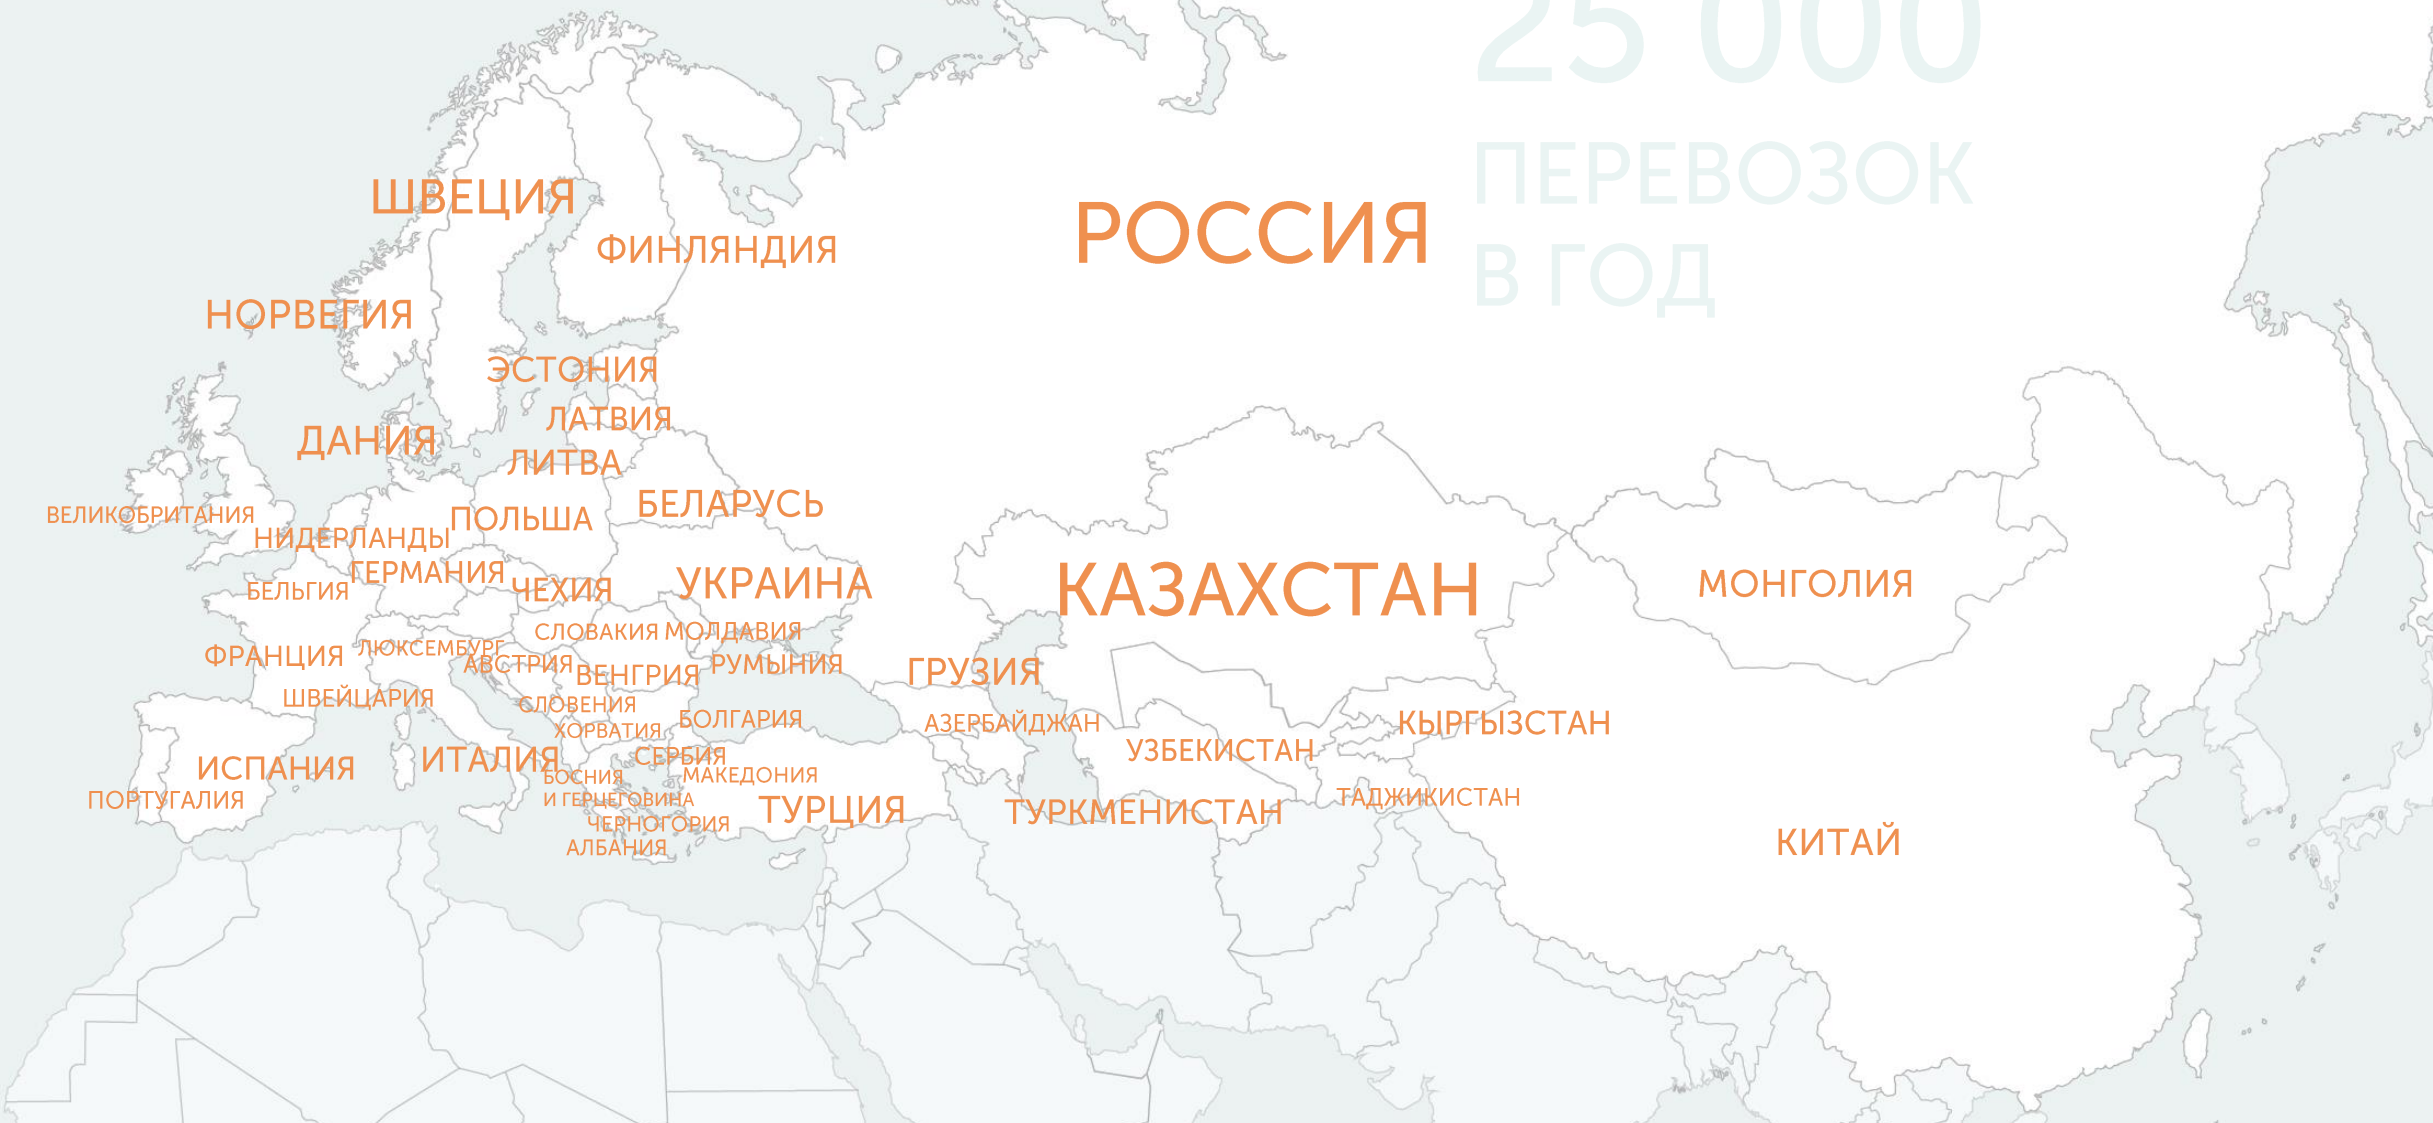 25 000
ПЕРЕВОЗОК
В ГОД
ШВЕЦИЯ
РОССИЯ
ФИНЛЯНДИЯ
НОРВЕГИЯ
ЭСТОНИЯ
ЛАТВИЯ
ДАНИЯ
ЛИТВА
БЕЛАРУСЬ
ВЕЛИКОБРИТАНИЯ
ПОЛЬША
НИДЕРЛАНДЫ
ГЕРМАНИЯ
УКРАИНА
КАЗАХСТАН
МОНГОЛИЯ
БЕЛЬГИЯ
ЧЕХИЯ
СЛОВАКИЯ
МОЛДАВИЯ
ФРАНЦИЯ
ЛЮКСЕМБУРГ
АВСТРИЯ
ВЕНГРИЯ
РУМЫНИЯ
ГРУЗИЯ
ШВЕЙЦАРИЯ
СЛОВЕНИЯ
ХОРВАТИЯ
БОЛГАРИЯ
АЗЕРБАЙДЖАН
КЫРГЫЗСТАН
УЗБЕКИСТАН
ИСПАНИЯ
ИТАЛИЯ
СЕРБИЯ
БОСНИЯ
И ГЕРЦЕГОВИНА
МАКЕДОНИЯ
ПОРТУГАЛИЯ
ТУРЦИЯ
ТУРКМЕНИСТАН
ТАДЖИКИСТАН
ЧЕРНОГОРИЯ
АЛБАНИЯ
КИТАЙ